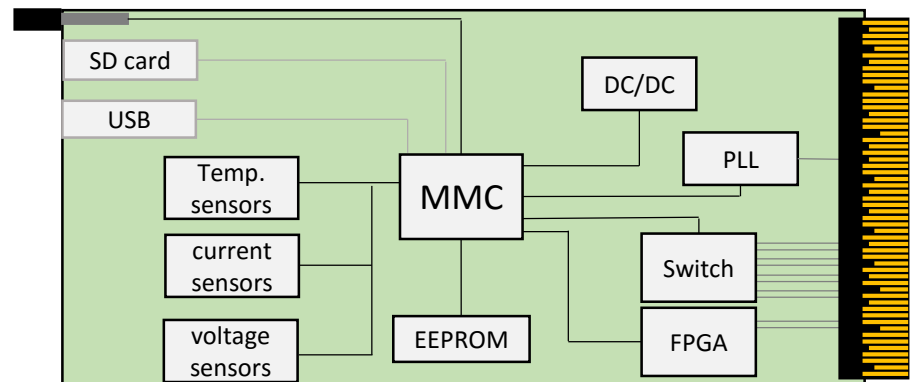 SD card
USB
DC/DC
PLL
Temp.
sensors
MMC
current
sensors
Switch
voltage
sensors
EEPROM
FPGA